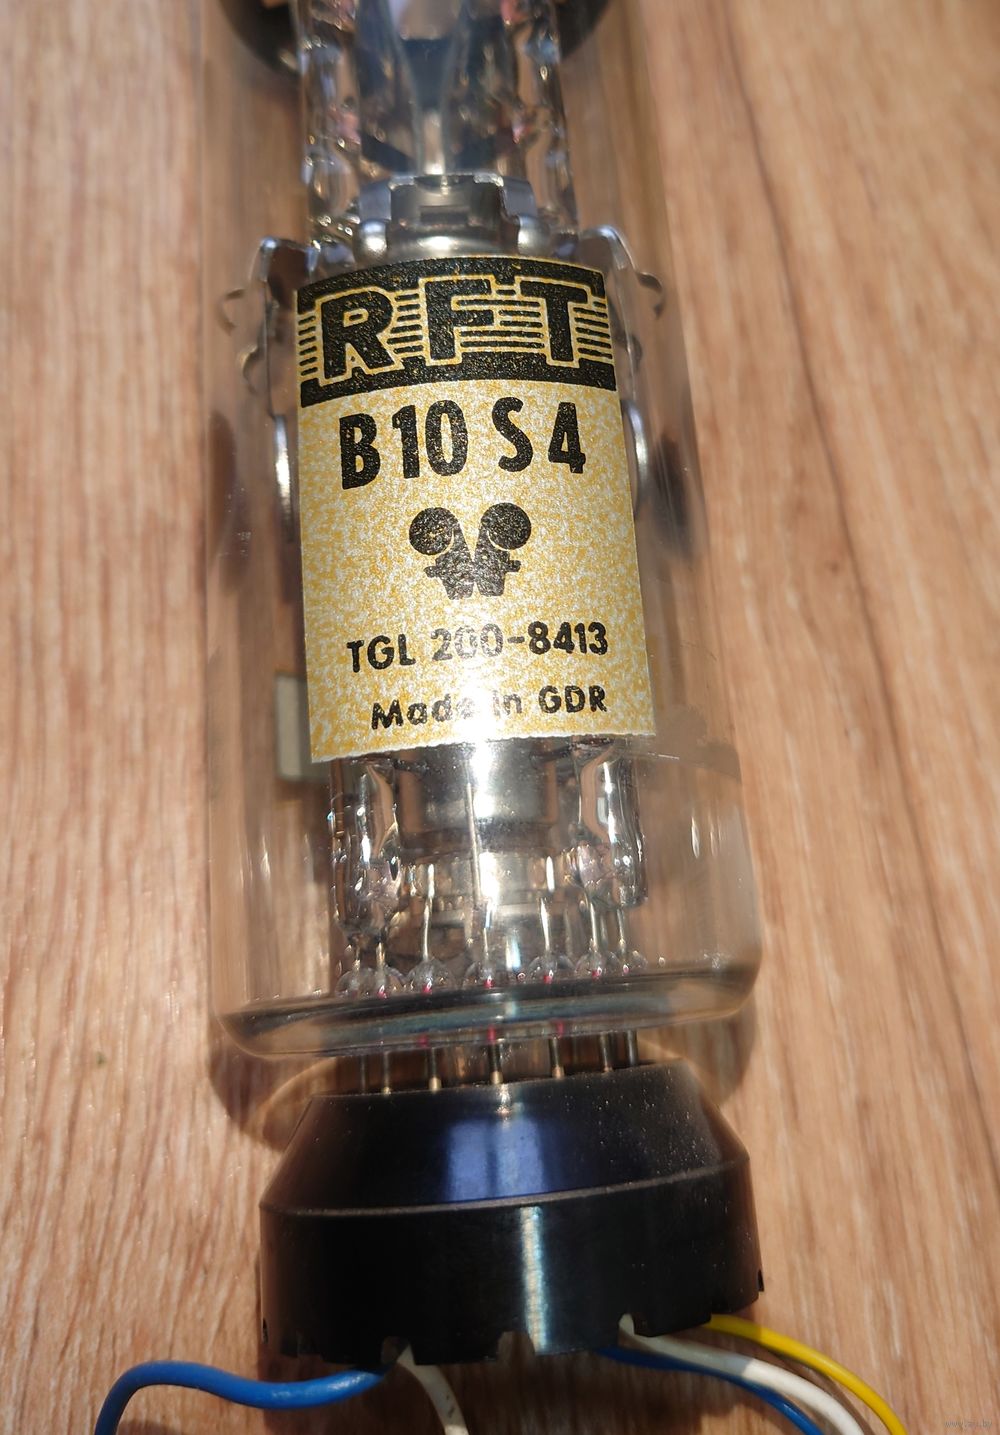 RFT
B10 S4
TGL 200-8413
Made in GDR